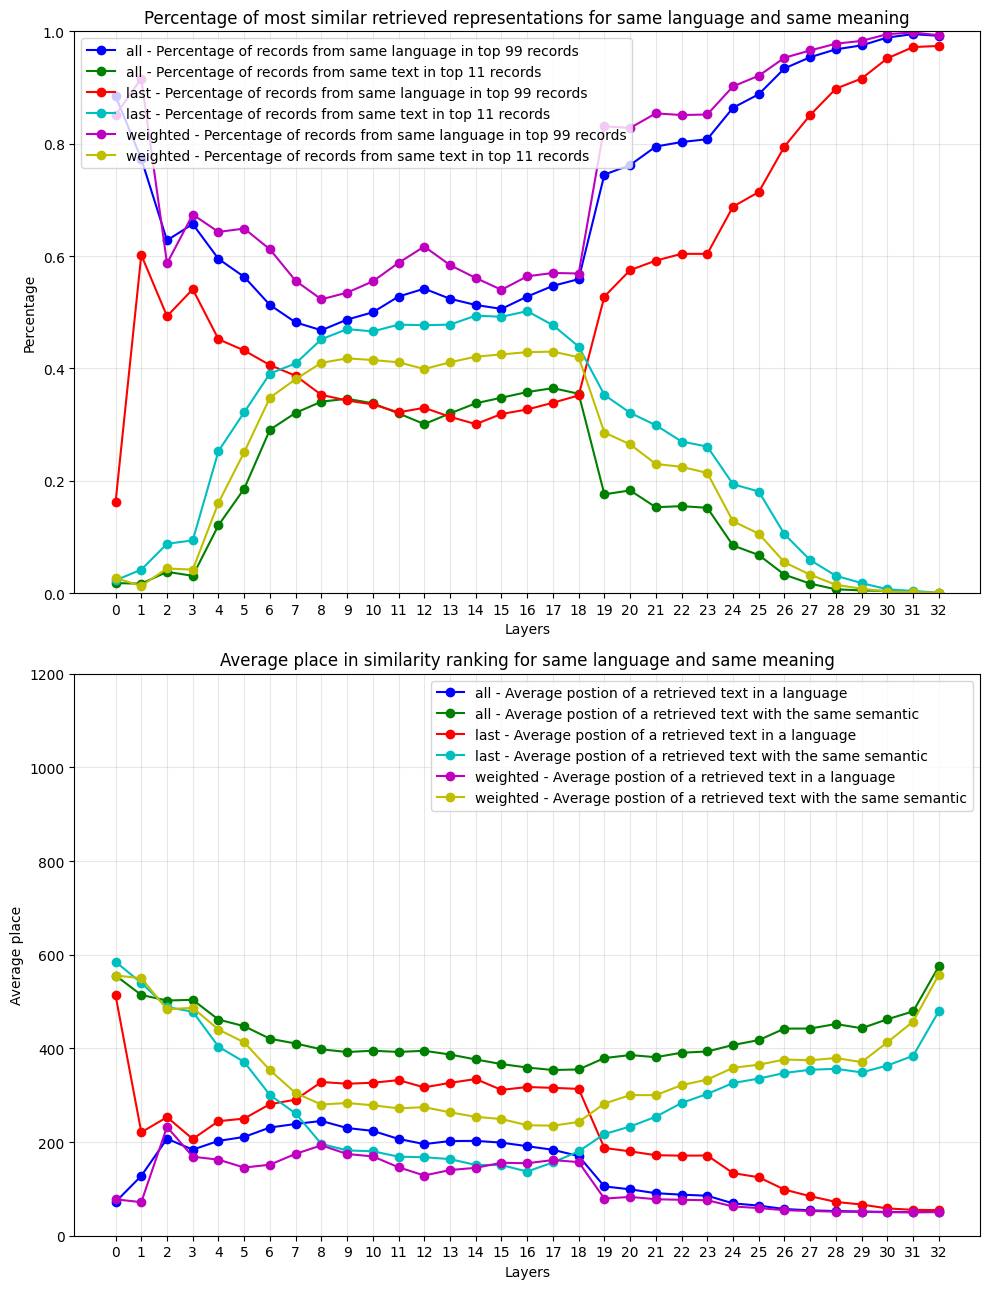 Percentage of most similar retrieved representations for same language and same meaning
1.0
all - Percentage of records from same language in top 99 records
all - Percentage of records from same text in top 11 records
last - Percentage of records from same language in top 99 records
last - Percentage of records from same text in top 11 records
weighted - Percentage of records from same language in top 99 records
weighted - Percentage of records from same text in top 11 records
0.8
0.6
Percentage
0.4
0.2
0.0
0 1 2 3 4 5 6 7 8 9 10 11 12 13 14 15 16 17 18 19 20 21 22 23 24 25 26 27 28 29 30 31 32
Layers
Average place in similarity ranking for same language and same meaning
1200
all - Average postion of a retrieved text in a language
all - Average postion of a retrieved text with the same semantic
last - Average postion of a retrieved text in a language
last - Average postion of a retrieved text with the same semantic
weighted - Average postion of a retrieved text in a language
weighted - Average postion of a retrieved text with the same semantic
1000
800
600
Average place
400
200
0
0 1 2 3 4 5 6 7 8 9 10 11 12 13 14 15 16 17 18 19 20 21 22 23 24 25 26 27 28 29 30 31 32
Layers